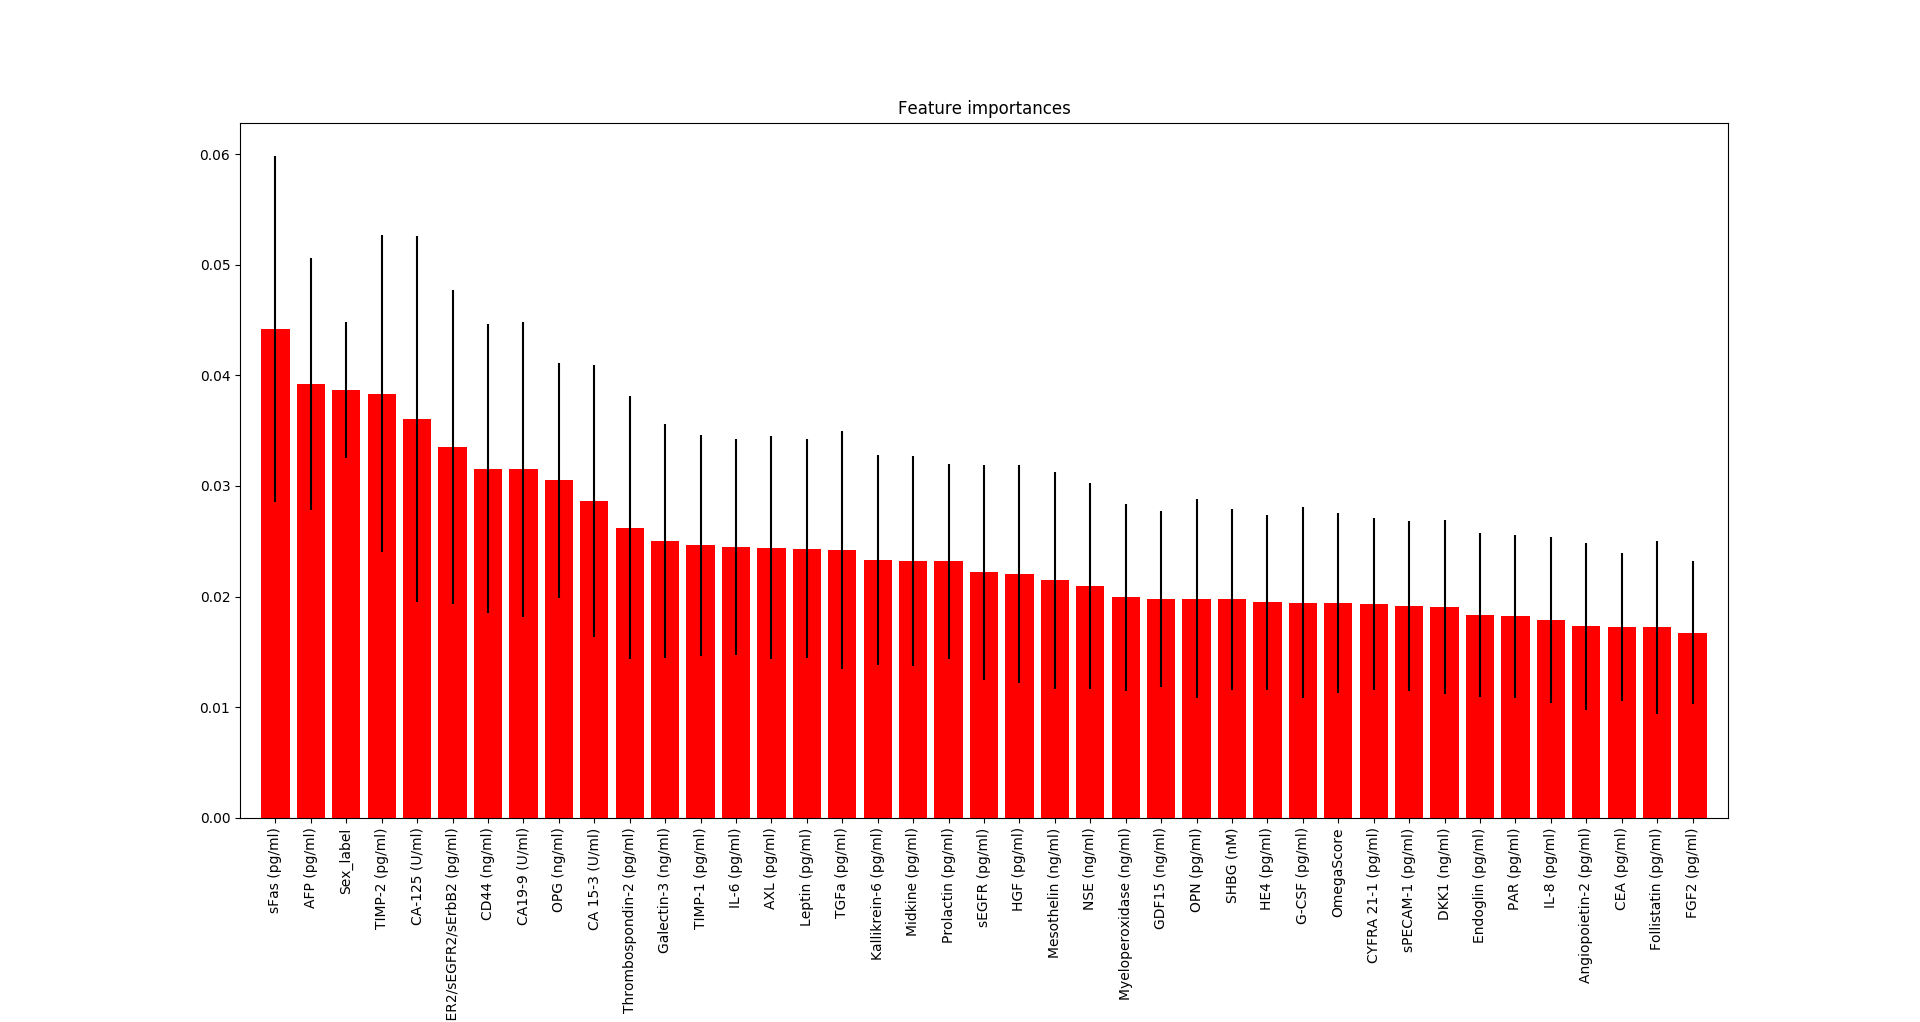 Feature importances
0.06
0.05
0.04
0.03
0.02
0.01
0.00
sFas (pg/ml)
AFP (pg/ml)
Sex_label
TIMP-2 (pg/ml)
CA-125 (U/ml)
ER2/sEGFR2/sErbB2 (pg/ml)
CD44 (ng/ml)
CA19-9 (U/ml)
OPG (ng/ml)
CA 15-3 (U/ml)
Thrombospondin-2 (pg/ml)
Galectin-3 (ng/ml)
TIMP-1 (pg/ml)
IL-6 (pg/ml)
AXL (pg/ml)
Leptin (pg/ml)
TGFa (pg/ml)
Kallikrein-6 (pg/ml)
Midkine (pg/ml)
Prolactin (pg/ml)
sEGFR (pg/ml)
HGF (pg/ml)
Mesothelin (ng/ml)
NSE (ng/ml)
Myeloperoxidase (ng/ml)
GDF15 (ng/ml)
OPN (pg/ml)
SHBG (nM)
HE4 (pg/ml)
G-CSF (pg/ml)
OmegaScore
CYFRA 21-1 (pg/ml)
sPECAM-1 (pg/ml)
DKK1 (ng/ml)
Endoglin (pg/ml)
PAR (pg/ml)
IL-8 (pg/ml)
Angiopoietin-2 (pg/ml)
CEA (pg/ml)
Follistatin (pg/ml)
FGF2 (pg/ml)